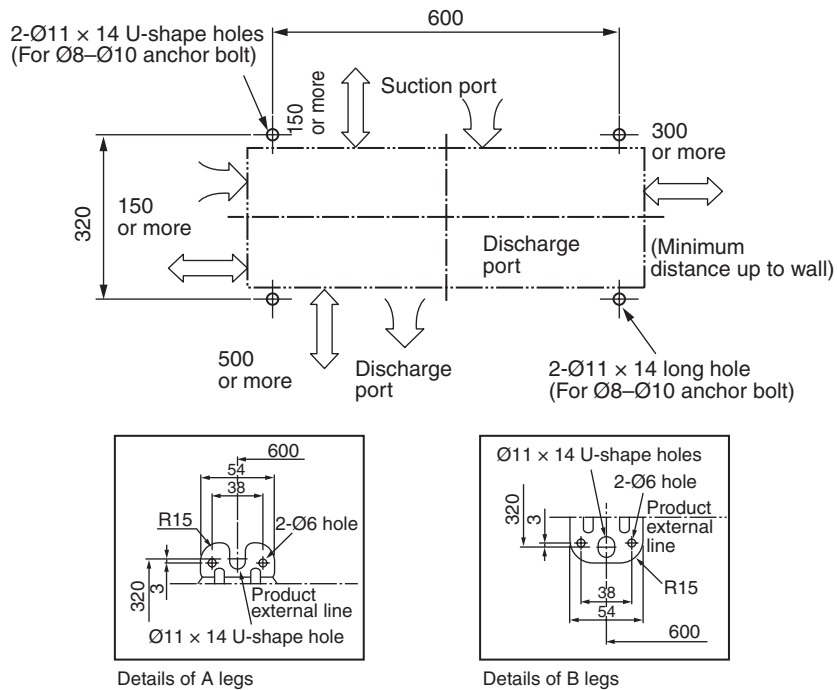 2-Ø11 × 14 U-shape holes
(For Ø8–Ø10 anchor bolt)
600
150
or more
Suction port
300
or more
320
150
or more
Discharge
port
(Minimum
distance up to wall)
500
or more
Discharge
port
2-Ø11 × 14 long hole
(For Ø8–Ø10 anchor bolt)
600
54
38
R15
2-Ø6 hole
320
3
Product
external line
Ø11 × 14 U-shape hole
Details of A legs
Ø11 × 14 U-shape holes
2-Ø6 hole
320
3
Product
external
line
R15
38
54
600
Details of B legs